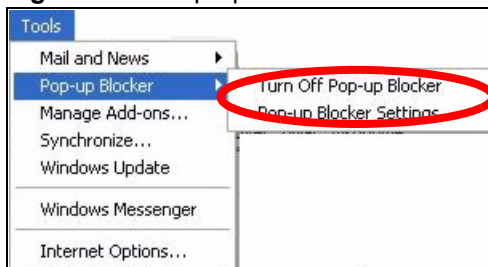 Tools
Mail and News
Pop-up Blocker
Turn Off Pop-up Blocker
Pop-up Blocker Settings
Manage Add-ons...
Synchronize...
Windows Update
Windows Messenger
Internet Options...